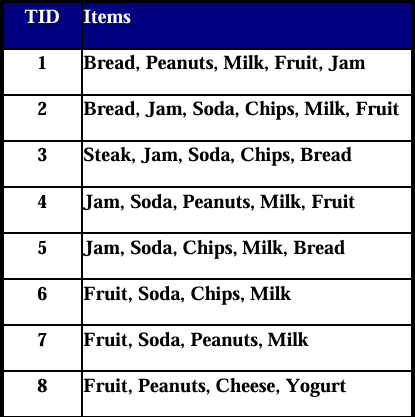 TID Items
1 Bread, Peanuts, Milk, Fruit, Jam
2 Bread, Jam, Soda, Chips, Milk, Fruit
3 Steak, Jam, Soda, Chips, Bread
4 Jam, Soda, Peanuts, Milk, Fruit
5 Jam, Soda, Chips, Milk, Bread
6 Fruit, Soda, Chips, Milk
7 Fruit, Soda, Peanuts, Milk
8 Fruit, Peanuts, Cheese, Yogurt